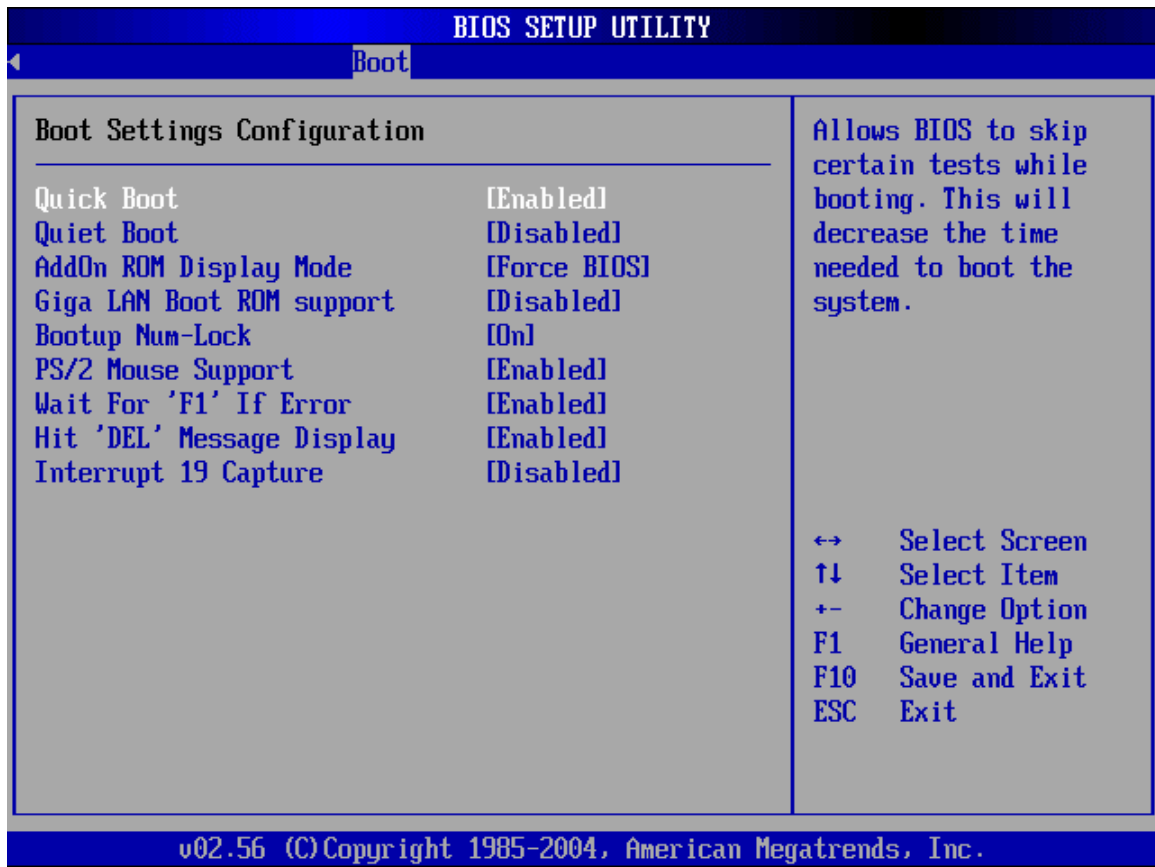 BIOS SETUP UTILITY
Boot
Boot Settings Configuration
Quick Boot [Enabled]
Quiet Boot [Disabled]
AddOn ROM Display Mode [Force BIOS]
Giga LAN Boot ROM support [Disabled]
Bootup Num-Lock [On]
PS/2 Mouse Support [Enabled]
Wait For 'F1' If Error [Enabled]
Hit 'DEL' Message Display [Enabled]
Interrupt 19 Capture [Disabled]
Allows BIOS to skip
certain tests while
booting. This will
decrease the time
needed to boot the
system.
←→ Select Screen
↑↓ Select Item
+- Change Option
F1 General Help
F10 Save and Exit
ESC Exit
v02.56 (C)Copyright 1985-2004, American Megatrends, Inc.